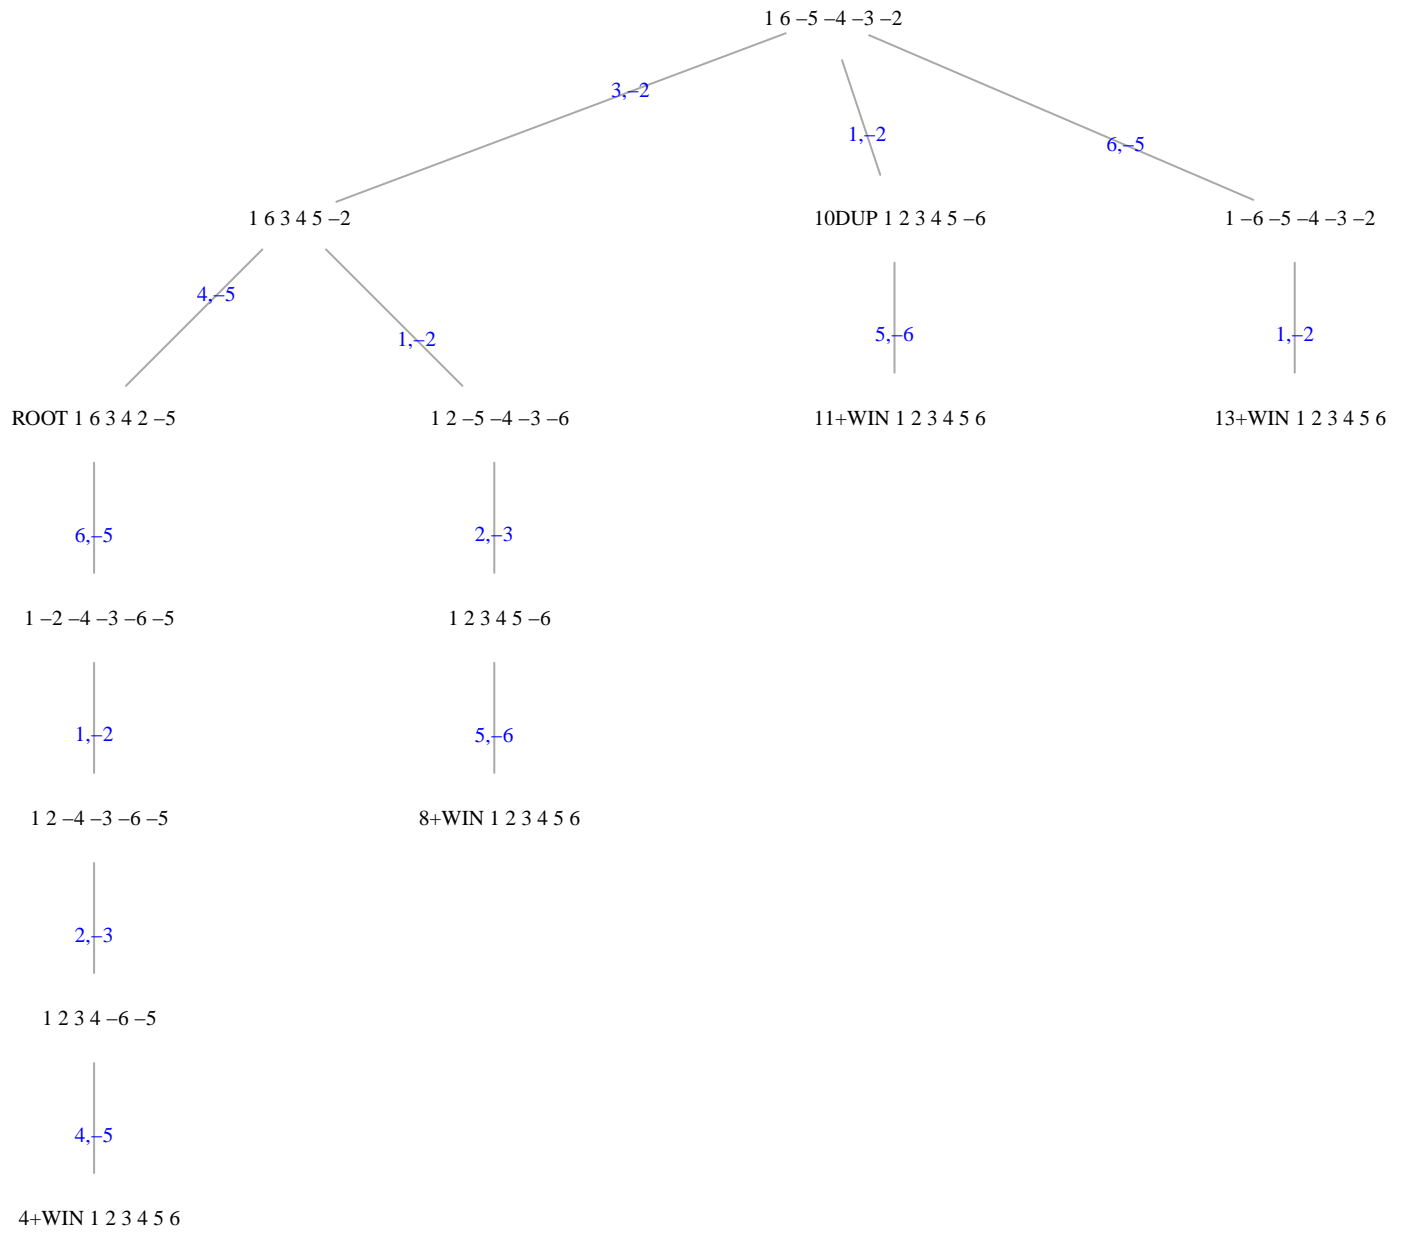 1 6 –5 –4 –3 –2
3,–2
1,–2
6,–5
1 6 3 4 5 –2
10DUP 1 2 3 4 5 –6
1 –6 –5 –4 –3 –2
4,–5
1,–2
5,–6
1,–2
ROOT 1 6 3 4 2 –5
1 2 –5 –4 –3 –6
11+WIN 1 2 3 4 5 6
13+WIN 1 2 3 4 5 6
6,–5
2,–3
1 –2 –4 –3 –6 –5
1 2 3 4 5 –6
1,–2
5,–6
1 2 –4 –3 –6 –5
8+WIN 1 2 3 4 5 6
2,–3
1 2 3 4 –6 –5
4,–5
4+WIN 1 2 3 4 5 6